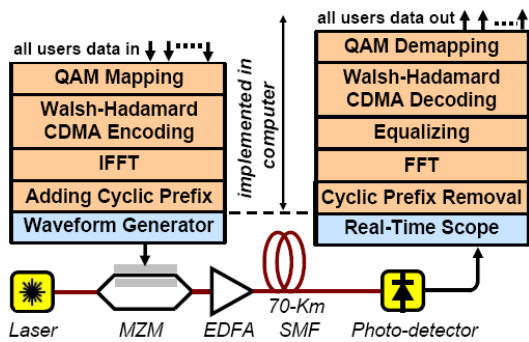 all users data in
QAM Mapping
Walsh-Hadamard
CDMA Encoding
IFFT
Adding Cyclic Prefix
Waveform Generator
implemented in
computer
all users data out
QAM Demapping
Walsh-Hadamard
CDMA Decoding
Equalizing
FFT
Cyclic Prefix Removal
Real-Time Scope
Laser
MZM
EDFA
70-Km
SMF
Photo-detector